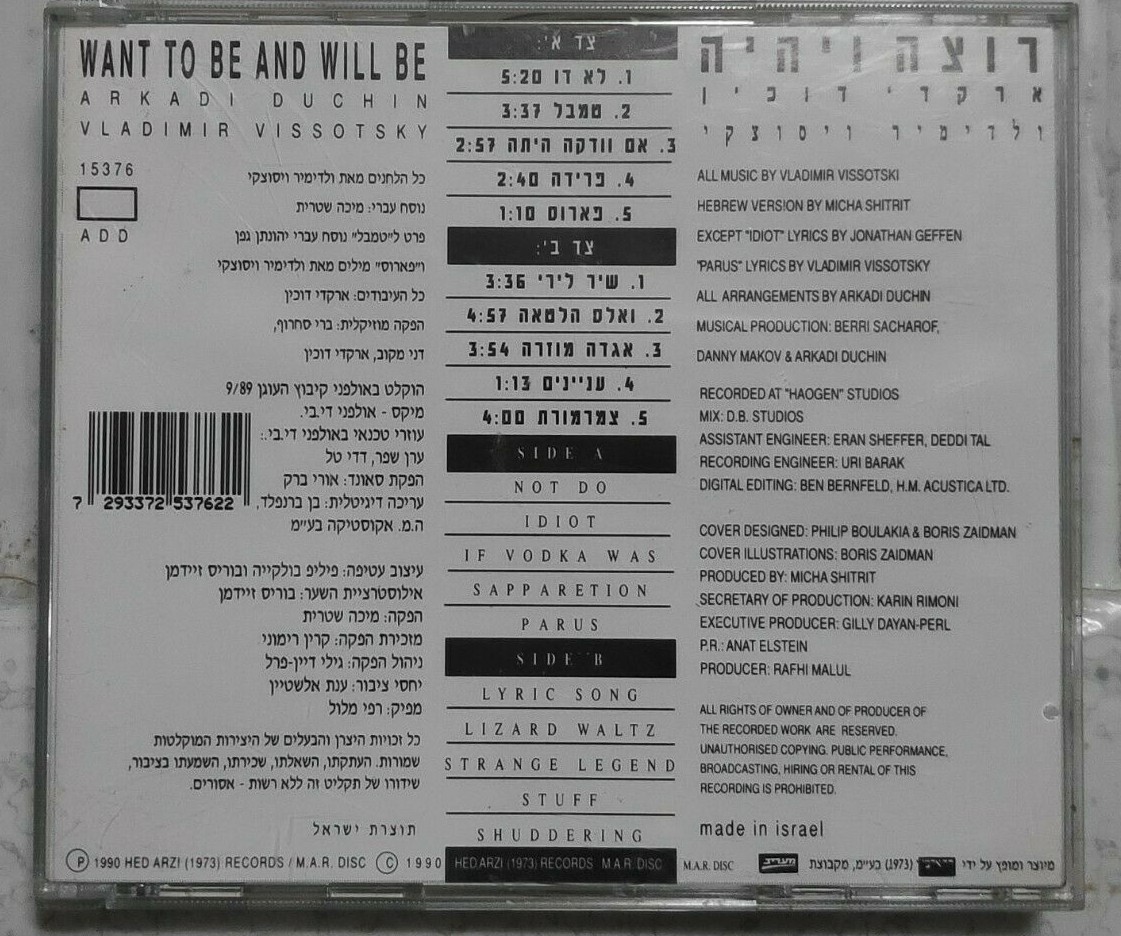 WANT TO BE AND WILL BE
ARKADI DUCHIN
VLADIMIR VISSOTSKY
15376
ADD
כל הלחנים מאת ולדימיר ויסוצקי
נוסח עברי: מיכה שטרית
פרט ל"טמבל" נוסח עברי יהונתן גפן
ו"פארוס" מילים מאת ולדימיר ויסוצקי
כל העיבודים: ארקדי דוכין
הפקה מוזיקלית: ברי סחרוף,
דני מקוב, ארקדי דוכין
הוקלט באולפני קיבוץ העוגן 9/89
מיקס - אולפני די.בי.
עוזרי טכנאי באולפני די.בי.:
ערן שפר, דדי טל
הפקת סאונד: אורי ברק
עריכה דיגיטלית: בן ברנפלד,
ה.מ. אקוסטיקה בע"מ
7 293372 537622
עיצוב עטיפה: פיליפ בולקייה ובוריס זיידמן
אילוסטרציית השער: בוריס זיידמן
הפקה: מיכה שטרית
מזכירת הפקה: קרין רימוני
ניהול הפקה: גילי דיין-פרל
יחסי ציבור: ענת אלשטיין
מפיק: רפי מלול
כל זכויות היצרן והבעלים של היצירות המוקלטות
שמורות. העתקתו, השאלתו, שכירתו, השמעתו בציבור,
שידורו של תקליט זה ללא רשות - אסורים.
תוצרת ישראל
Ⓟ 1990 HED ARZI (1973) RECORDS / M.A.R. DISC Ⓒ 1990 HED ARZI (1973) RECORDS M.A.R. DISC
צד א':
1. לא דו 5:20
2. טמבל 3:37
3. אם וודקה היתה 2:57
4. פרידה 2:40
5. פארוס 1:10
צד ב':
1. שיר לירי 3:36
2. ואלס הלטאה 4:57
3. אגדה מוזרה 3:54
4. עניינים 1:13
5. צמרמורת 4:00
SIDE A
NOT DO
IDIOT
IF VODKA WAS
SAPPARETION
PARUS
SIDE B
LYRIC SONG
LIZARD WALTZ
STRANGE LEGEND
STUFF
SHUDDERING
רוצה ויהיה
ארקדי דוכין
ולדימיר ויסוצקי
ALL MUSIC BY VLADIMIR VISSOTSKI
HEBREW VERSION BY MICHA SHITRIT
EXCEPT "IDIOT" LYRICS BY JONATHAN GEFFEN
"PARUS" LYRICS BY VLADIMIR VISSOTSKY
ALL ARRANGEMENTS BY ARKADI DUCHIN
MUSICAL PRODUCTION: BERRI SACHAROF,
DANNY MAKOV & ARKADI DUCHIN
RECORDED AT "HAOGEN" STUDIOS
MIX: D.B. STUDIOS
ASSISTANT ENGINEER: ERAN SHEFFER, DEDDI TAL
RECORDING ENGINEER: URI BARAK
DIGITAL EDITING: BEN BERNFELD, H.M. ACUSTICA LTD.
COVER DESIGNED: PHILIP BOULAKIA & BORIS ZAIDMAN
COVER ILLUSTRATIONS: BORIS ZAIDMAN
PRODUCED BY: MICHA SHITRIT
SECRETARY OF PRODUCTION: KARIN RIMONI
EXECUTIVE PRODUCER: GILLY DAYAN-PERL
P.R.: ANAT ELSTEIN
PRODUCER: RAFHI MALUL
ALL RIGHTS OF OWNER AND OF PRODUCER OF
THE RECORDED WORK ARE RESERVED.
UNAUTHORISED COPYING. PUBLIC PERFORMANCE,
BROADCASTING, HIRING OR RENTAL OF THIS
RECORDING IS PROHIBITED.
made in israel
מיוצר ומופץ על ידי (1973) בע"מ, מקבוצת מעריב M.A.R. DISC